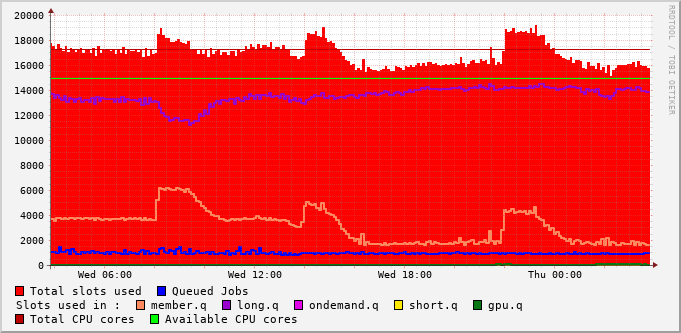 20000
18000
16000
14000
12000
10000
8000
6000
4000
2000
0
Wed 06:00 Wed 12:00 Wed 18:00 Thu 00:00
RRDTOOL / TOBI OETIKER
Total slots used Queued Jobs
Slots used in : member.q long.q ondemand.q short.q gpu.q
Total CPU cores Available CPU cores